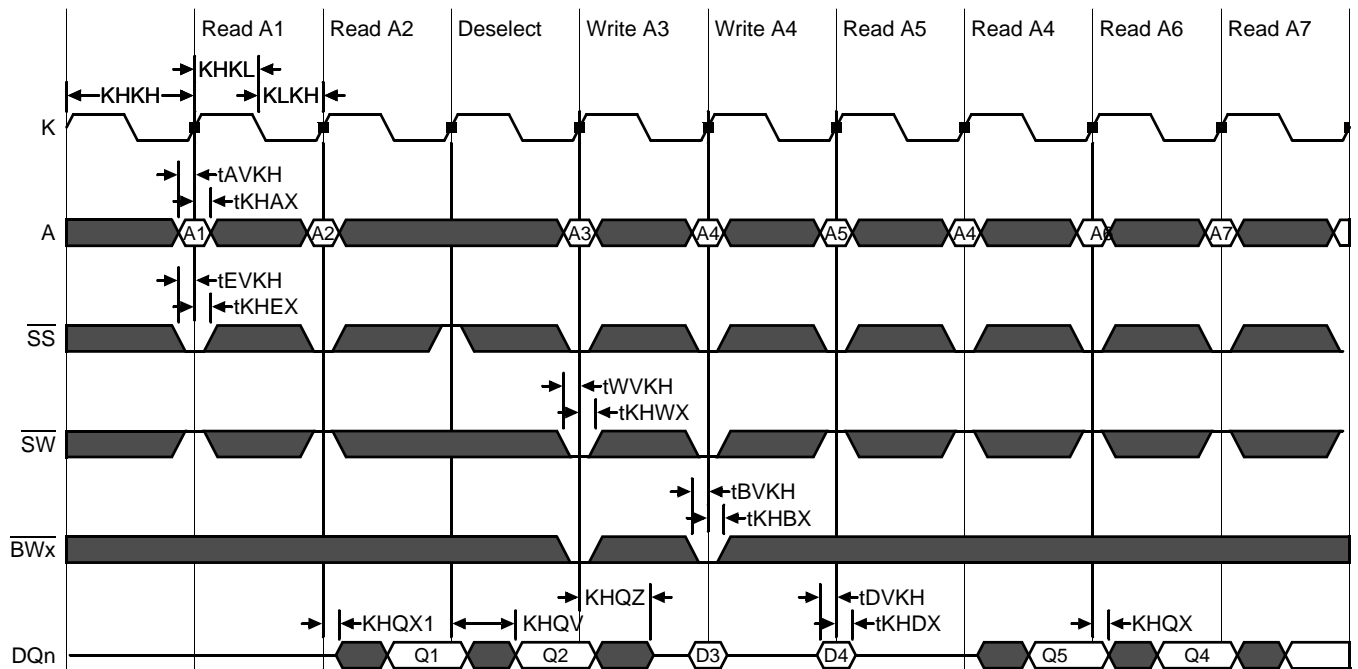 Read A1 Read A2 Deselect Write A3 Write A4 Read A5 Read A4 Read A6 Read A7
KHKL
KHKH KLKH
K
tAVKH
tKHAX
A A1 A2 A3 A4 A5 A4 A6 A7
tEVKH
tKHEX
SS
tWVKH
tKHWX
SW
tBVKH
tKHBX
BWx
KHQZ tDVKH
KHQX1 KHQV tKHDX KHQX
DQn Q1 Q2 D3 D4 Q5 Q4